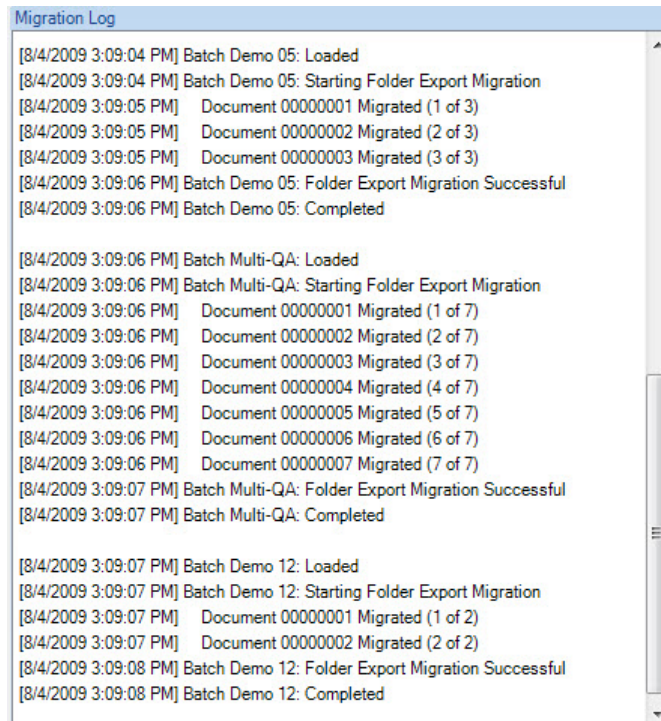 Migration Log
[8/4/2009 3:09:04 PM] Batch Demo 05: Loaded
[8/4/2009 3:09:04 PM] Batch Demo 05: Starting Folder Export Migration
[8/4/2009 3:09:05 PM] Document 00000001 Migrated (1 of 3)
[8/4/2009 3:09:05 PM] Document 00000002 Migrated (2 of 3)
[8/4/2009 3:09:05 PM] Document 00000003 Migrated (3 of 3)
[8/4/2009 3:09:06 PM] Batch Demo 05: Folder Export Migration Successful
[8/4/2009 3:09:06 PM] Batch Demo 05: Completed
[8/4/2009 3:09:06 PM] Batch Multi-QA: Loaded
[8/4/2009 3:09:06 PM] Batch Multi-QA: Starting Folder Export Migration
[8/4/2009 3:09:06 PM] Document 00000001 Migrated (1 of 7)
[8/4/2009 3:09:06 PM] Document 00000002 Migrated (2 of 7)
[8/4/2009 3:09:06 PM] Document 00000003 Migrated (3 of 7)
[8/4/2009 3:09:06 PM] Document 00000004 Migrated (4 of 7)
[8/4/2009 3:09:06 PM] Document 00000005 Migrated (5 of 7)
[8/4/2009 3:09:06 PM] Document 00000006 Migrated (6 of 7)
[8/4/2009 3:09:06 PM] Document 00000007 Migrated (7 of 7)
[8/4/2009 3:09:07 PM] Batch Multi-QA: Folder Export Migration Successful
[8/4/2009 3:09:07 PM] Batch Multi-QA: Completed
[8/4/2009 3:09:07 PM] Batch Demo 12: Loaded
[8/4/2009 3:09:07 PM] Batch Demo 12: Starting Folder Export Migration
[8/4/2009 3:09:07 PM] Document 00000001 Migrated (1 of 2)
[8/4/2009 3:09:07 PM] Document 00000002 Migrated (2 of 2)
[8/4/2009 3:09:08 PM] Batch Demo 12: Folder Export Migration Successful
[8/4/2009 3:09:08 PM] Batch Demo 12: Completed